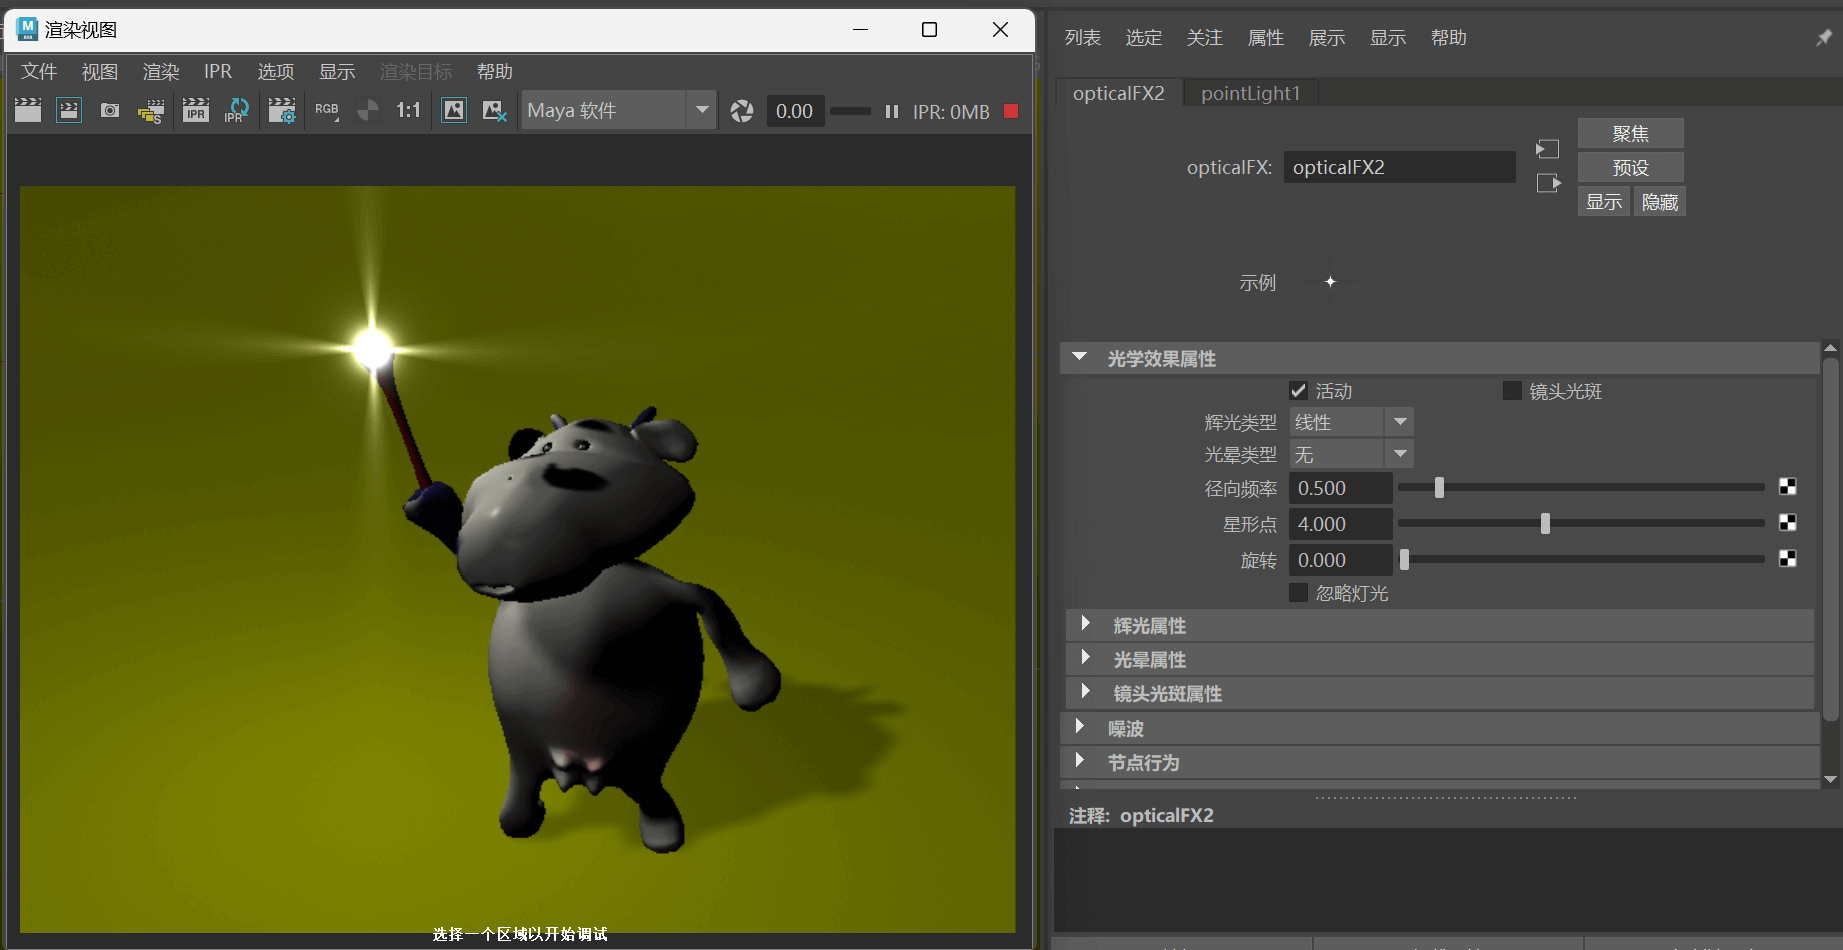 渲染视图
文件 视图 渲染 IPR 选项 显示 渲染目标 帮助
IPR IPR RGB 1:1 Maya 软件 0.00 IPR: 0MB
选择一个区域以开始调试
列表 选定 关注 属性 展示 显示 帮助
opticalFX2 pointLight1
opticalFX: opticalFX2
聚焦
预设
显示 隐藏
示例
光学效果属性
活动 镜头光斑
辉光类型 线性
光晕类型 无
径向频率 0.500
星形点 4.000
旋转 0.000
忽略灯光
辉光属性
光晕属性
镜头光斑属性
噪波
节点行为
注释: opticalFX2